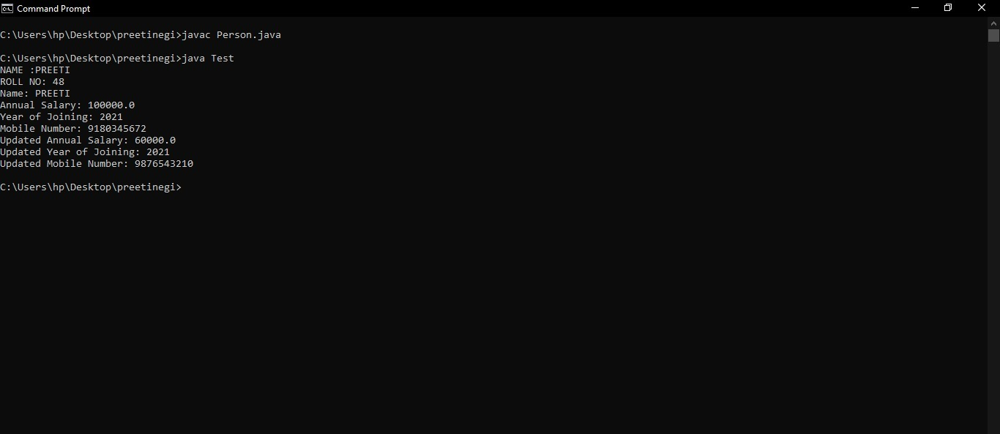 Command Prompt
C:\Users\hp\Desktop\preetinegi>javac Person.java
C:\Users\hp\Desktop\preetinegi>java Test
NAME :PREETI
ROLL NO: 48
Name: PREETI
Annual Salary: 100000.0
Year of Joining: 2021
Mobile Number: 9180345672
Updated Annual Salary: 60000.0
Updated Year of Joining: 2021
Updated Mobile Number: 9876543210
C:\Users\hp\Desktop\preetinegi>